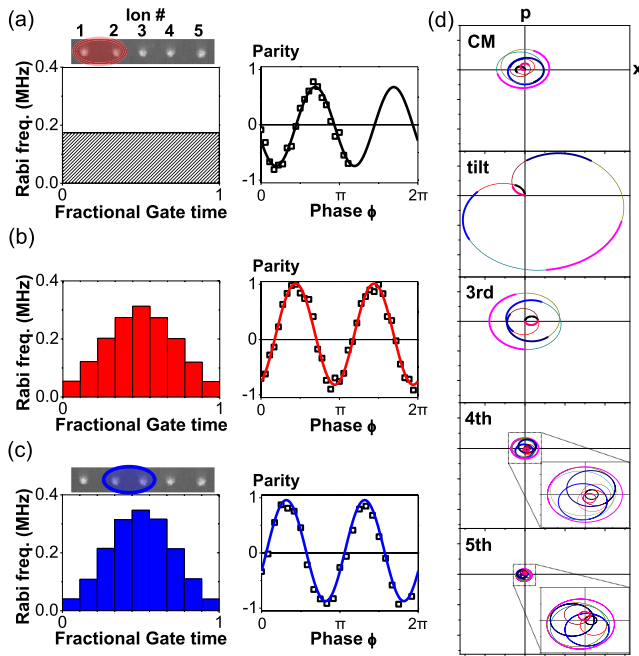 (a)
Ion #
1 2 3 4 5
Rabi freq. (MHz)
0.4
0.2
0.0
0 1
Fractional Gate time
Parity
1
0
-1
0 π 2π
Phase ϕ
(b)
Rabi freq. (MHz)
0.4
0.2
0.0
0 1
Fractional Gate time
Parity
1
0
-1
0 π 2π
Phase ϕ
(c)
Rabi freq. (MHz)
0.4
0.2
0.0
0 1
Fractional Gate time
Parity
1
0
-1
0 π 2π
Phase ϕ
(d)
p
CM
x
tilt
3rd
4th
5th